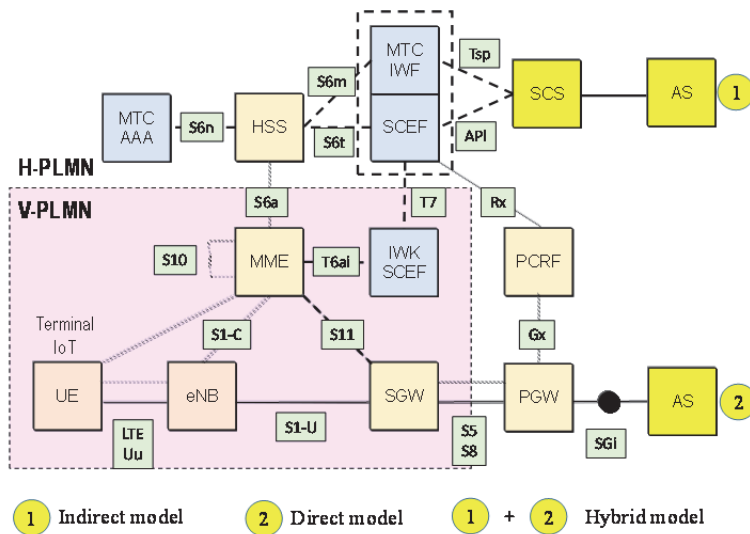 MTC
IWF
Tsp
S6m
SCS
AS
1
MTC
AAA
S6n
HSS
S6t
SCEF
API
H-PLMN
V-PLMN
S6a
T7
Rx
S10
MME
T6ai
IWK
SCEF
PCRF
Terminal
IoT
S1-C
S11
Gx
UE
eNB
SGW
PGW
AS
2
LTE
Uu
S1-U
S5
S8
SGi
1 Indirect model 2 Direct model 1 + 2 Hybrid model